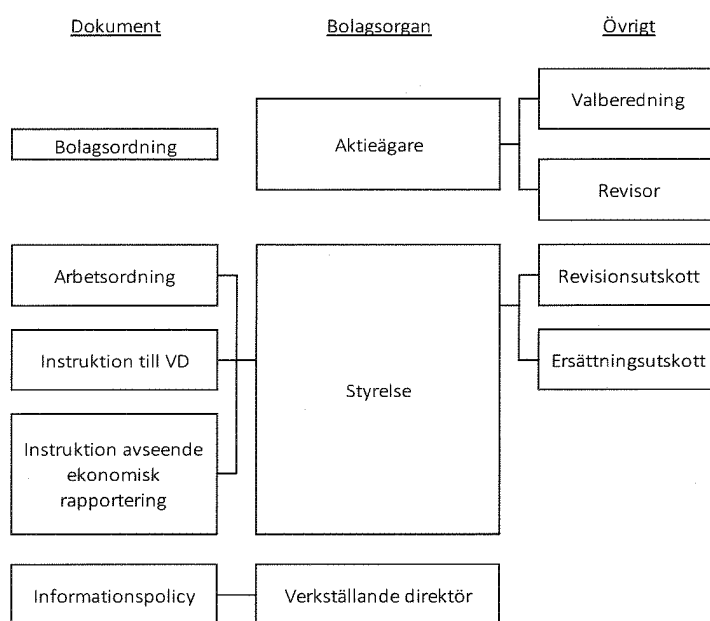 Dokument
Bolagsorgan
Övrigt
Bolagsordning
Aktieägare
Valberedning
Revisor
Arbetsordning
Instruktion till VD
Instruktion avseende
ekonomisk
rapportering
Styrelse
Revisionsutskott
Ersättningsutskott
Informationspolicy
Verkställande direktör